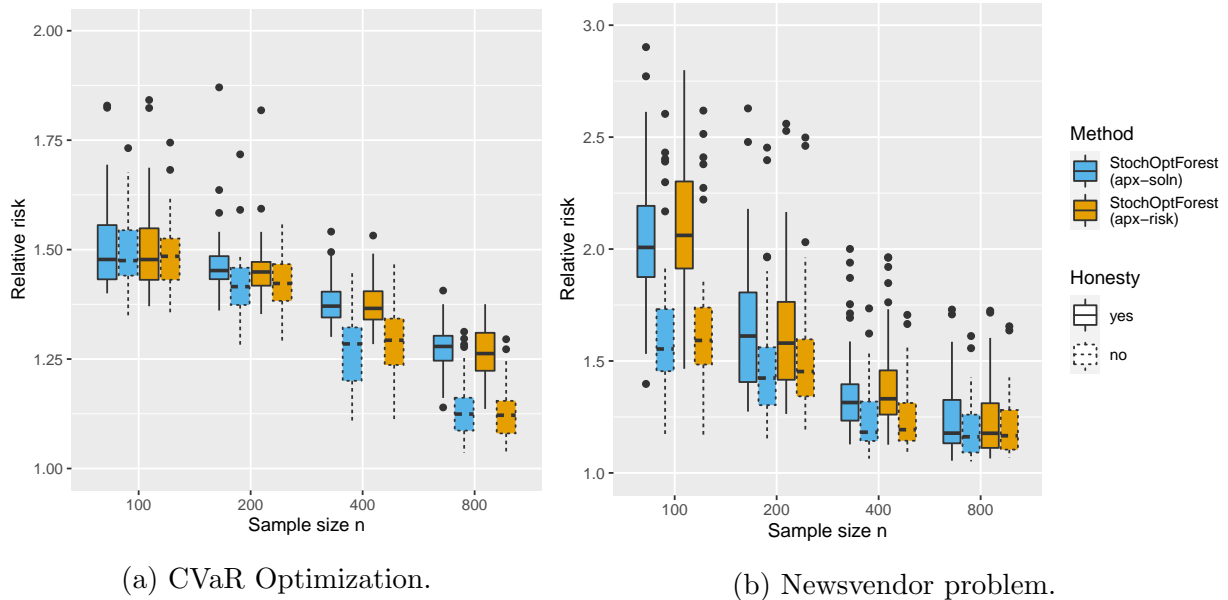 2.00
1.75
1.50
1.25
1.00
Relative risk
100
200
400
800
Sample size n
(a) CVaR Optimization.
3.0
2.5
2.0
1.5
1.0
Relative risk
100
200
400
800
Sample size n
(b) Newsvendor problem.
Method
StochOptForest
(apx−soln)
StochOptForest
(apx−risk)
Honesty
yes
no